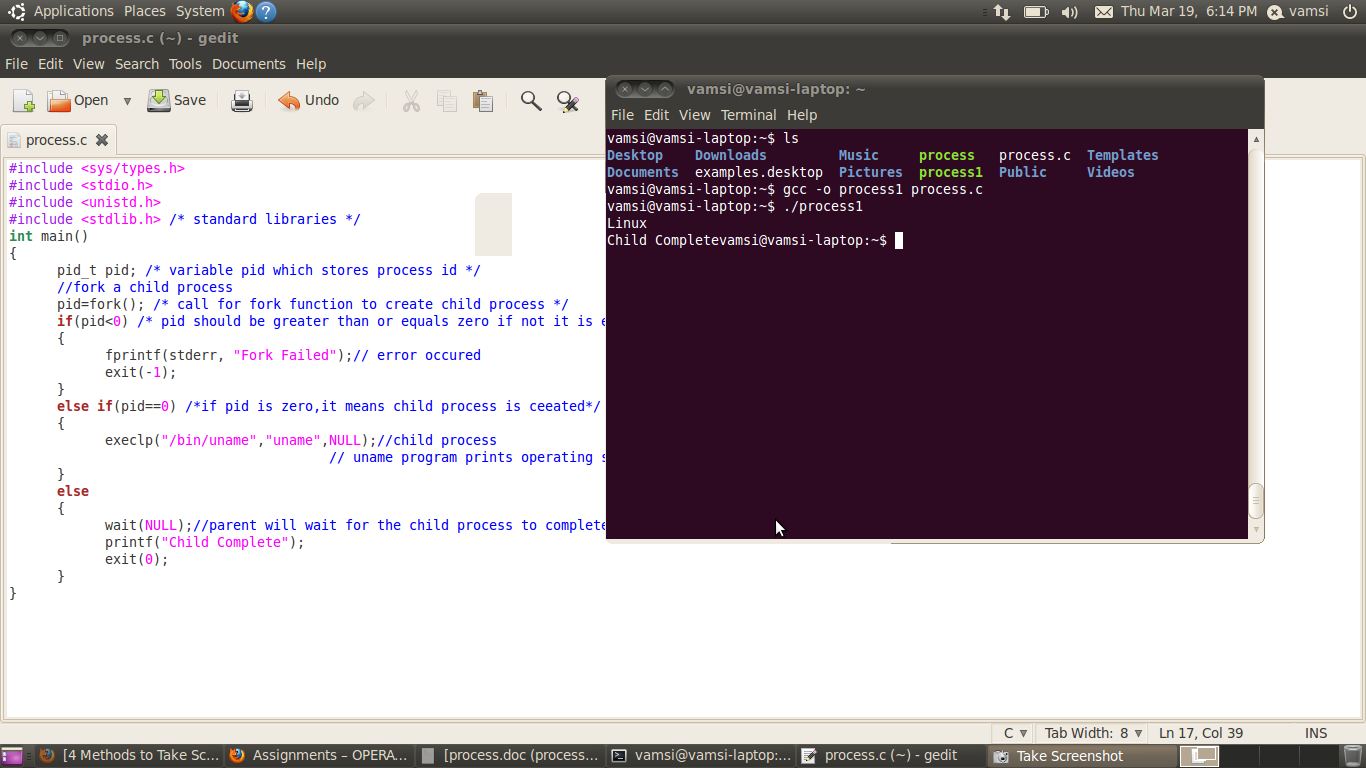 Applications Places System Thu Mar 19, 6:14 PM vamsi
process.c (~) - gedit
File Edit View Search Tools Documents Help
Open Save Undo
process.c
#include <sys/types.h>
#include <stdio.h>
#include <unistd.h>
#include <stdlib.h> /* standard libraries */
int main()
{
pid_t pid; /* variable pid which stores process id */
//fork a child process
pid=fork(); /* call for fork function to create child process */
if(pid<0) /* pid should be greater than or equals zero if not it is e
{
fprintf(stderr, "Fork Failed");// error occured
exit(-1);
}
else if(pid==0) /*if pid is zero,it means child process is ceeated*/
{
execlp("/bin/uname","uname",NULL);//child process
// uname program prints operating s
}
else
{
wait(NULL);//parent will wait for the child process to complete
printf("Child Complete");
exit(0);
}
}
vamsi@vamsi-laptop: ~
File Edit View Terminal Help
vamsi@vamsi-laptop:~$ ls
Desktop Downloads Music process process.c Templates
Documents examples.desktop Pictures process1 Public Videos
vamsi@vamsi-laptop:~$ gcc -o process1 process.c
vamsi@vamsi-laptop:~$ ./process1
Linux
Child Completevamsi@vamsi-laptop:~$
C Tab Width: 8 Ln 17, Col 39 INS
[4 Methods to Take Sc... Assignments – OPERA... [process.doc (process... vamsi@vamsi-laptop:... process.c (~) - gedit Take Screenshot